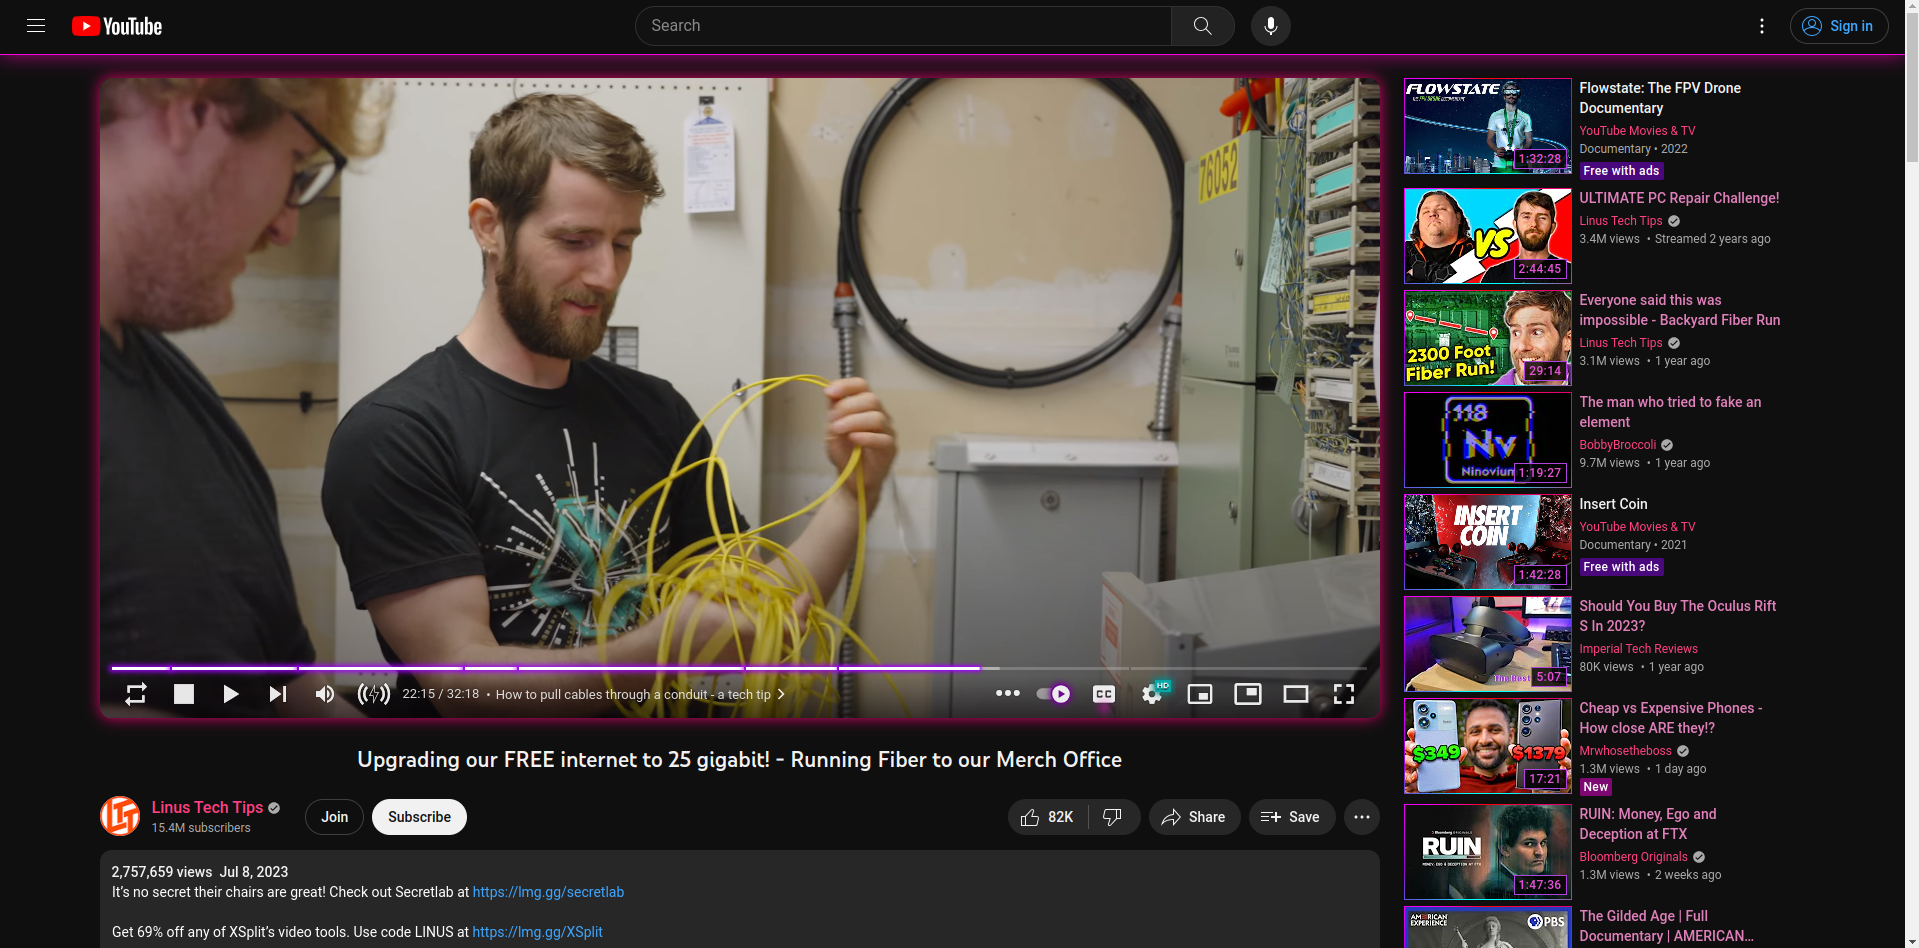 YouTube
Search
Sign in
76052
22:15 / 32:18 • How to pull cables through a conduit - a tech tip
CC
HD
Upgrading our FREE internet to 25 gigabit! - Running Fiber to our Merch Office
Linus Tech Tips
15.4M subscribers
Join
Subscribe
82K
Share
Save
2,757,659 views Jul 8, 2023
It's no secret their chairs are great! Check out Secretlab at https://lmg.gg/secretlab
Get 69% off any of XSplit's video tools. Use code LINUS at https://lmg.gg/XSplit
FLOWSTATE
1:32:28
Flowstate: The FPV Drone
Documentary
YouTube Movies & TV
Documentary • 2022
Free with ads
VS
2:44:45
ULTIMATE PC Repair Challenge!
Linus Tech Tips
3.4M views • Streamed 2 years ago
2300 Foot
Fiber Run!
29:14
Everyone said this was
impossible - Backyard Fiber Run
Linus Tech Tips
3.1M views • 1 year ago
118
Nv
Ninovium
1:19:27
The man who tried to fake an
element
BobbyBroccoli
9.7M views • 1 year ago
INSERT
COIN
1:42:28
Insert Coin
YouTube Movies & TV
Documentary • 2021
Free with ads
The Best
5:07
Should You Buy The Oculus Rift
S In 2023?
Imperial Tech Reviews
80K views • 1 year ago
$349
$1379
17:21
Cheap vs Expensive Phones -
How close ARE they!?
Mrwhosetheboss
1.3M views • 1 day ago
New
RUIN
1:47:36
RUIN: Money, Ego and
Deception at FTX
Bloomberg Originals
1.3M views • 2 weeks ago
AMERICAN
EXPERIENCE
PBS
The Gilded Age | Full
Documentary | AMERICAN...